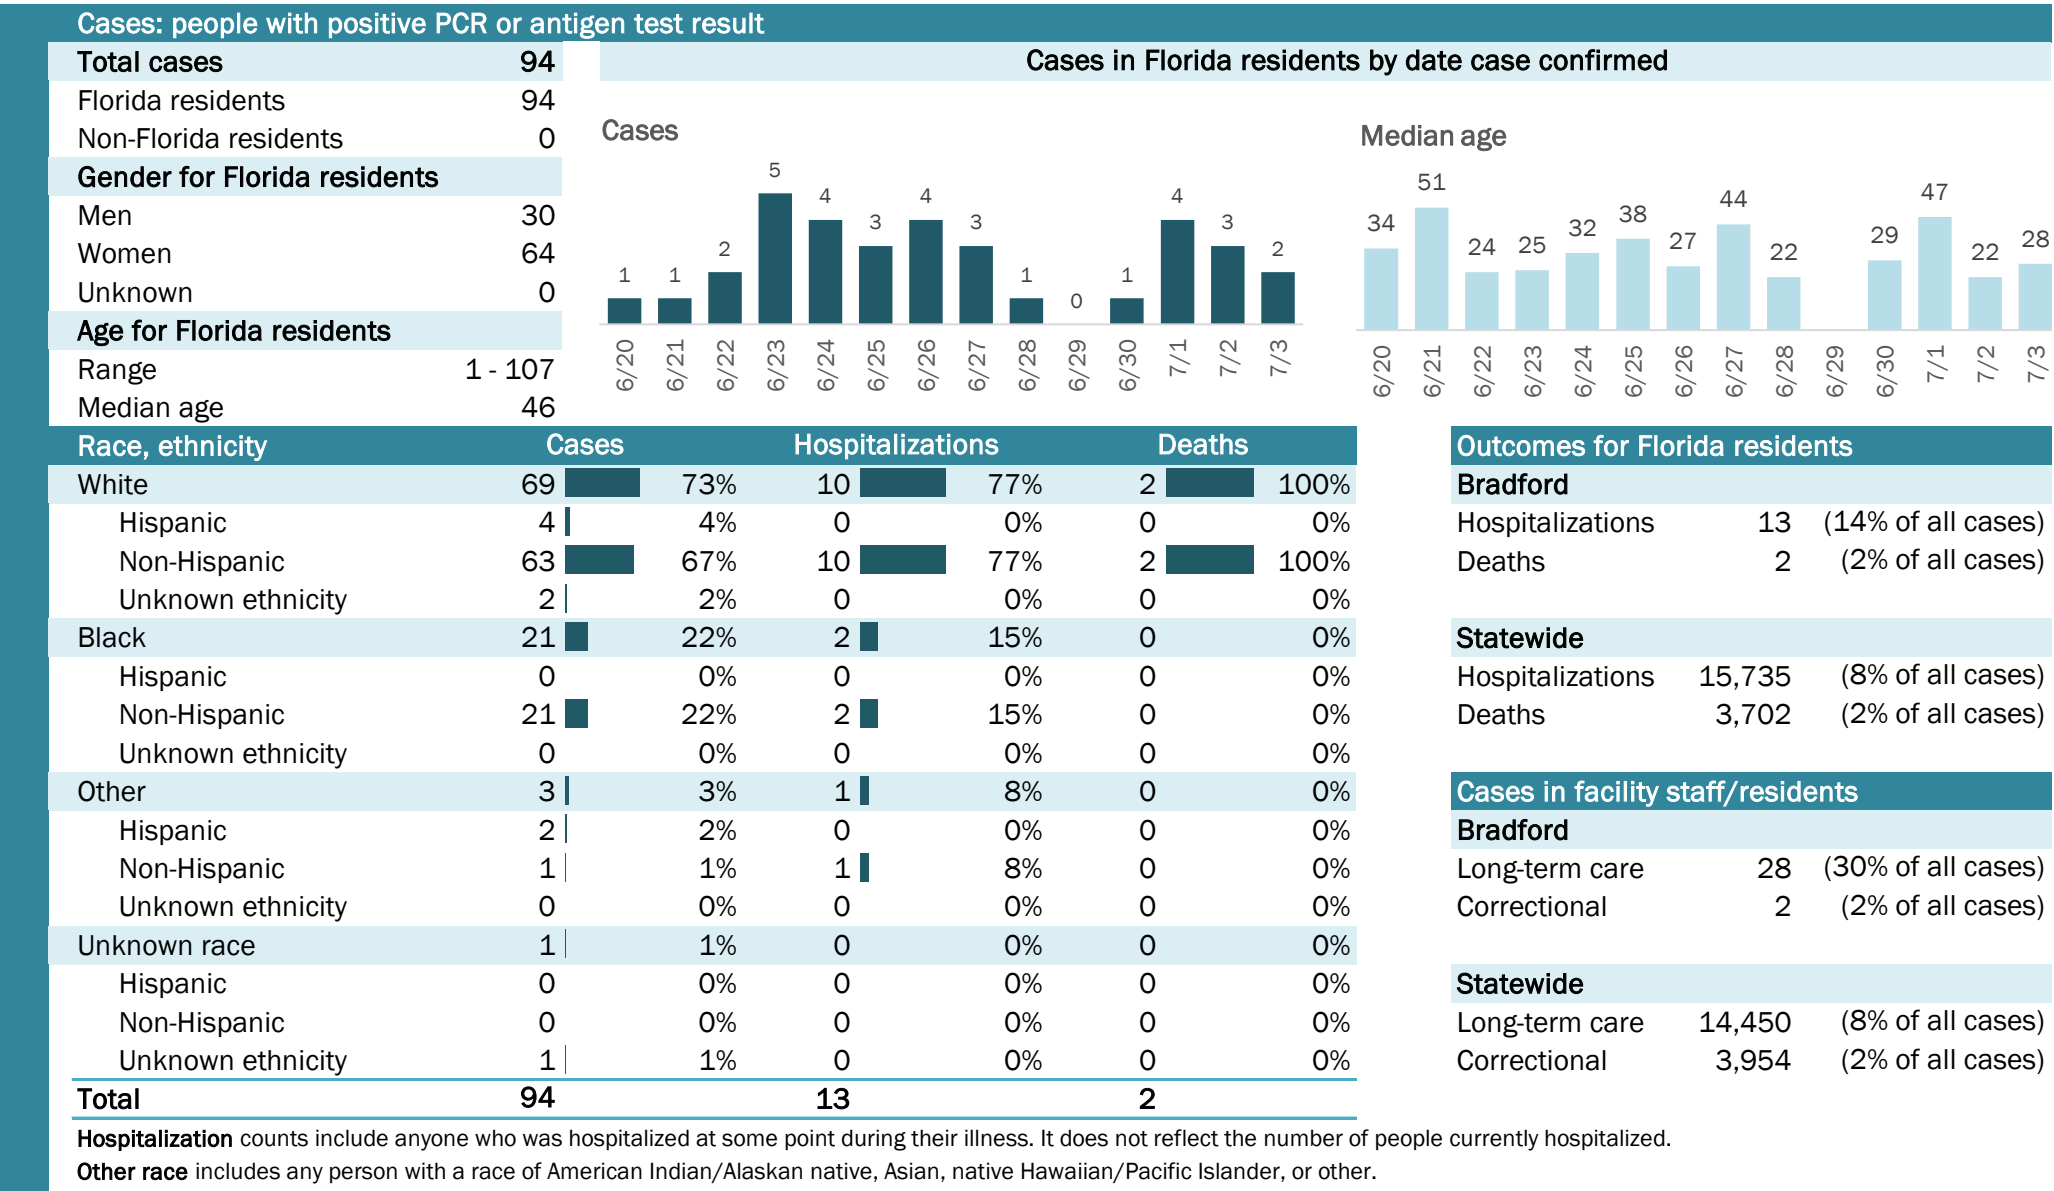 Cases: people with positive PCR or antigen test result
Total cases 94
Florida residents 94
Non-Florida residents 0
Gender for Florida residents
Men 30
Women 64
Unknown 0
Age for Florida residents
Range 1 - 107
Median age 46
Cases in Florida residents by date case confirmed
Cases
1 1 2 5 4 3 4 3 1 0 1 4 3 2
6/20 6/21 6/22 6/23 6/24 6/25 6/26 6/27 6/28 6/29 6/30 7/1 7/2 7/3
Median age
34 51 24 25 32 38 27 44 22 29 47 22 28
6/20 6/21 6/22 6/23 6/24 6/25 6/26 6/27 6/28 6/29 6/30 7/1 7/2 7/3
Race, ethnicity Cases Hospitalizations Deaths
White 69 73% 10 77% 2 100%
Hispanic 4 4% 0 0% 0 0%
Non-Hispanic 63 67% 10 77% 2 100%
Unknown ethnicity 2 2% 0 0% 0 0%
Black 21 22% 2 15% 0 0%
Hispanic 0 0% 0 0% 0 0%
Non-Hispanic 21 22% 2 15% 0 0%
Unknown ethnicity 0 0% 0 0% 0 0%
Other 3 3% 1 8% 0 0%
Hispanic 2 2% 0 0% 0 0%
Non-Hispanic 1 1% 1 8% 0 0%
Unknown ethnicity 0 0% 0 0% 0 0%
Unknown race 1 1% 0 0% 0 0%
Hispanic 0 0% 0 0% 0 0%
Non-Hispanic 0 0% 0 0% 0 0%
Unknown ethnicity 1 1% 0 0% 0 0%
Total 94 13 2
Outcomes for Florida residents
Bradford
Hospitalizations 13 (14% of all cases)
Deaths 2 (2% of all cases)
Statewide
Hospitalizations 15,735 (8% of all cases)
Deaths 3,702 (2% of all cases)
Cases in facility staff/residents
Bradford
Long-term care 28 (30% of all cases)
Correctional 2 (2% of all cases)
Statewide
Long-term care 14,450 (8% of all cases)
Correctional 3,954 (2% of all cases)
Hospitalization counts include anyone who was hospitalized at some point during their illness. It does not reflect the number of people currently hospitalized.
Other race includes any person with a race of American Indian/Alaskan native, Asian, native Hawaiian/Pacific Islander, or other.